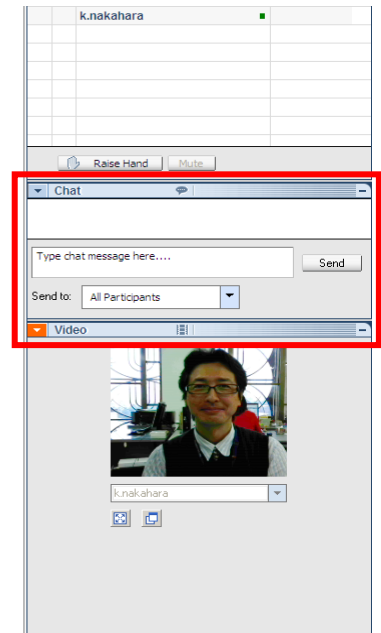 k.nakahara
Raise Hand Mute
Chat
Type chat message here....
Send
Send to: All Participants
Video
k.nakahara